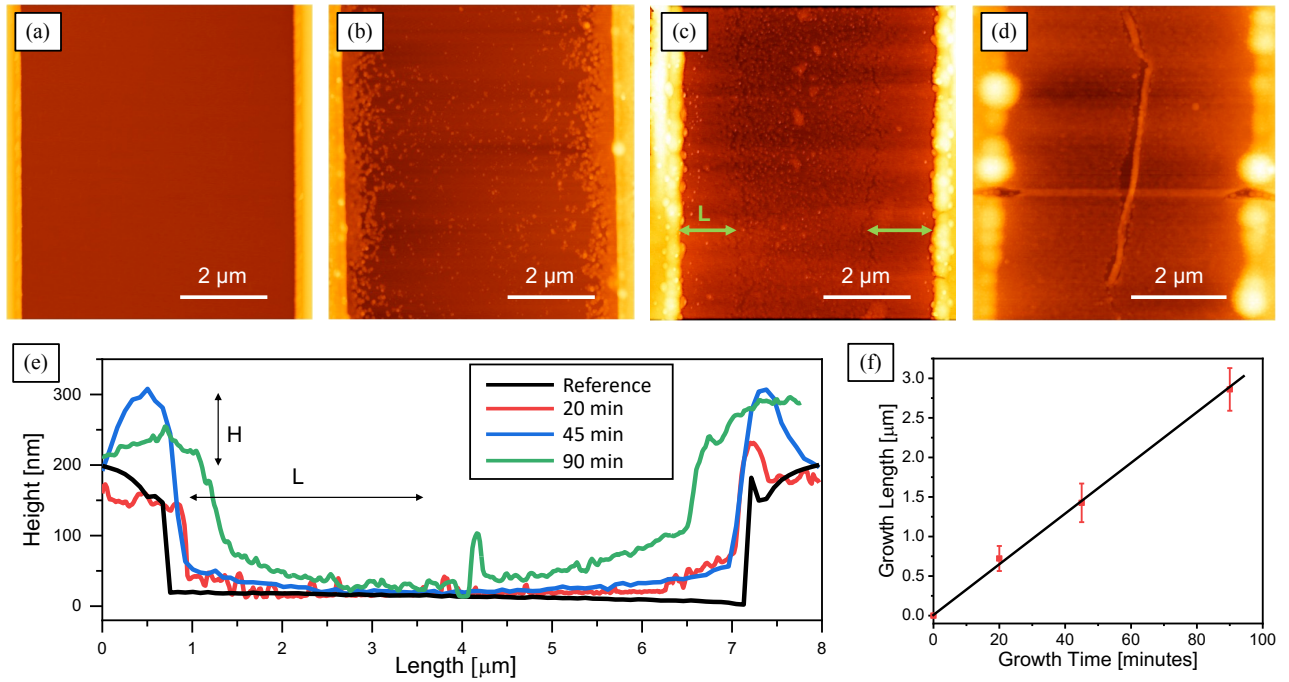 (a)
(b)
(c)
(d)
2 μm
2 μm
L
2 μm
2 μm
(e)
Height [nm]
300
200
100
0
H
L
Reference
20 min
45 min
90 min
0 1 2 3 4 5 6 7 8
Length [μm]
(f)
Growth Length [μm]
3.0
2.5
2.0
1.5
1.0
0.5
0.0
0 20 40 60 80 100
Growth Time [minutes]